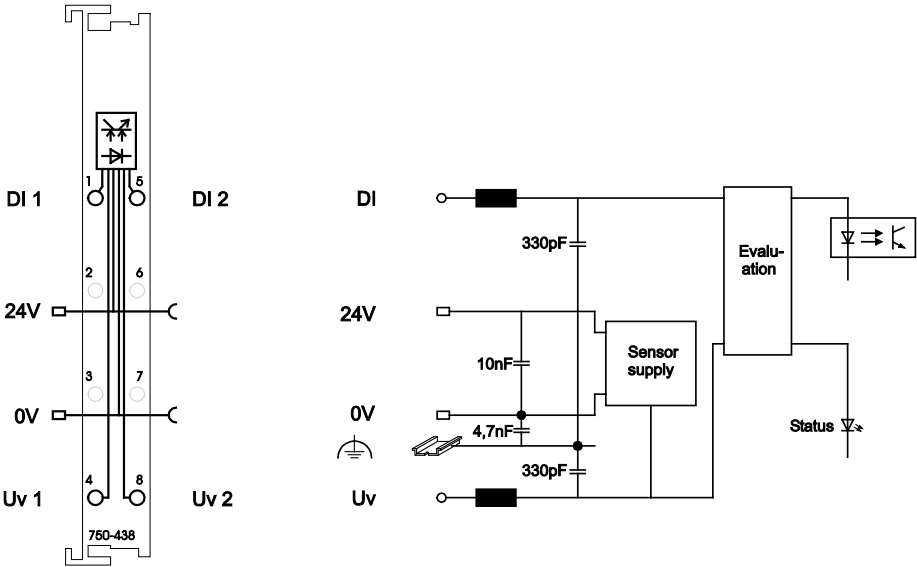 1 5
DI 1 DI 2
2 6
24V
3 7
0V
4 8
Uv 1 Uv 2
750-438
DI
330pF
Evalu-
ation
24V
Sensor
supply
10nF
0V
4,7nF
Status
330pF
Uv